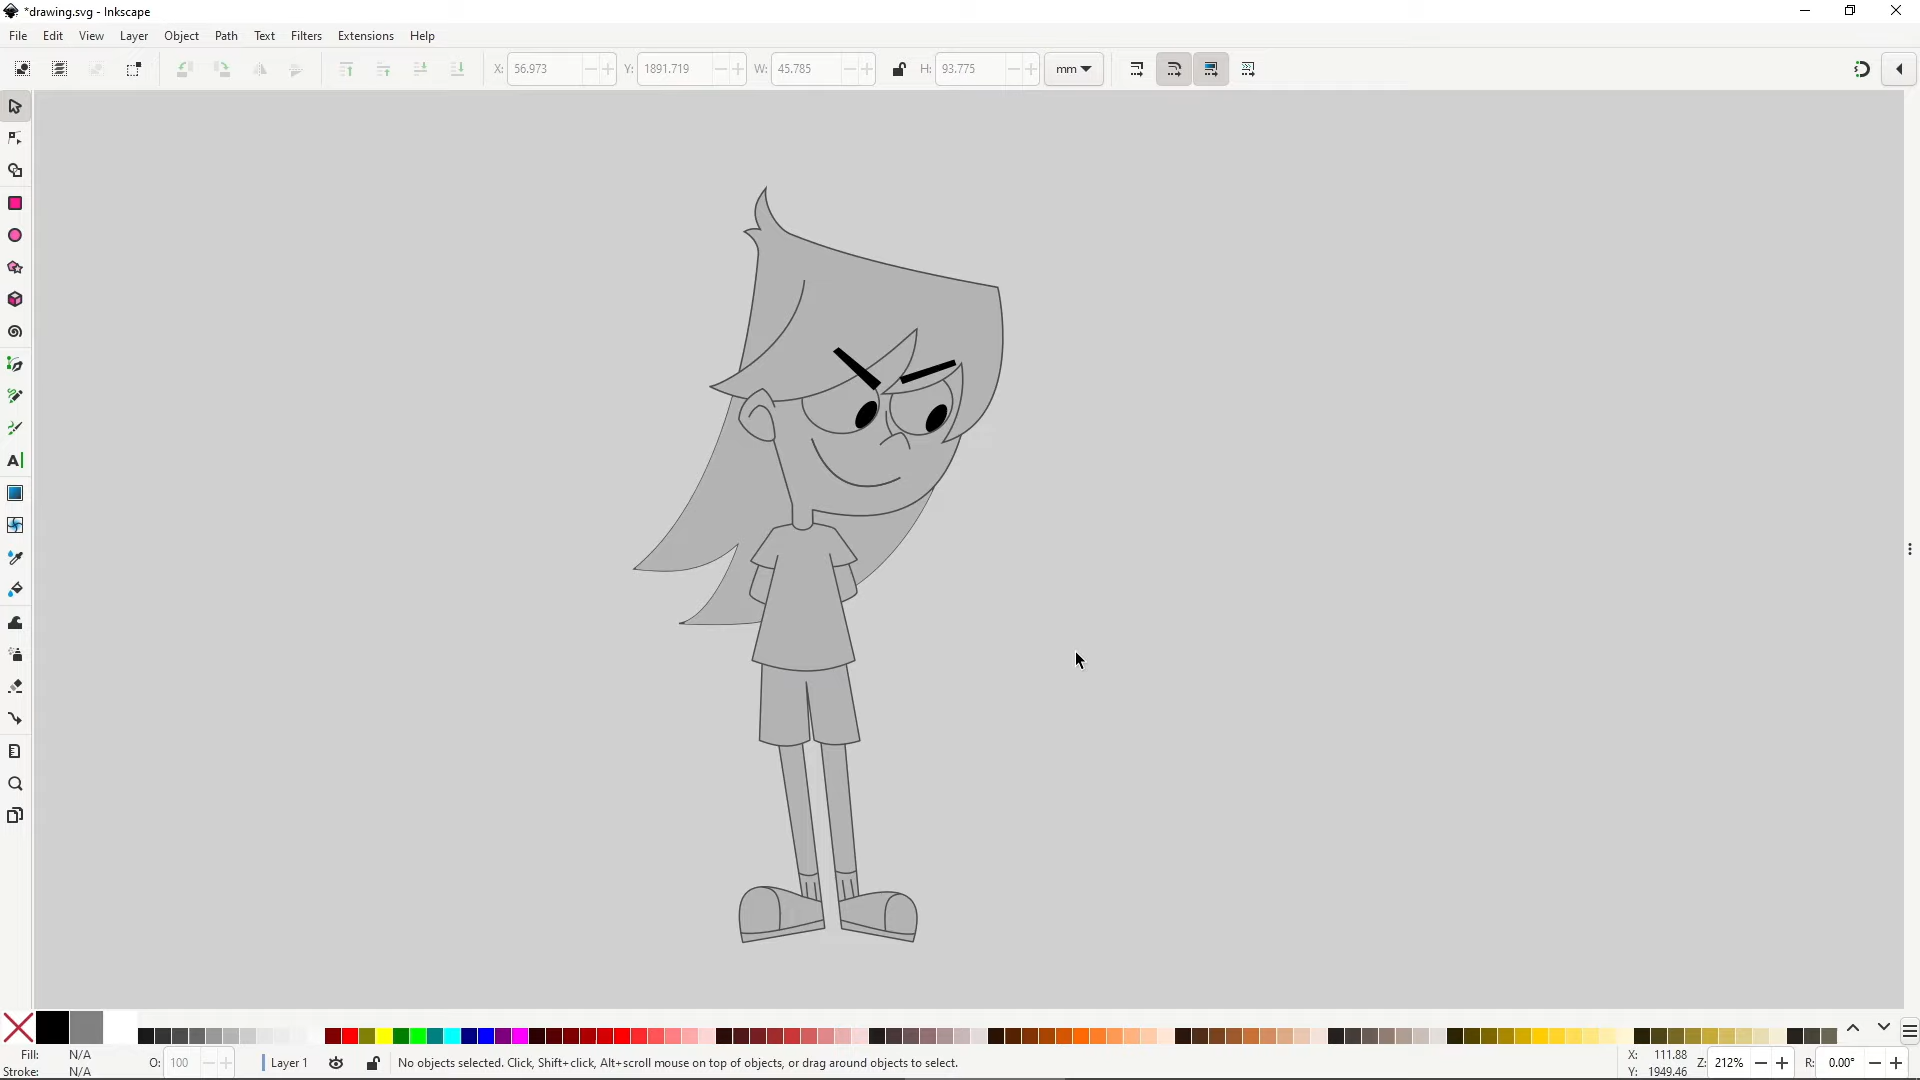 *drawing.svg - Inkscape
File Edit View Layer Object Path Text Filters Extensions Help
X: 56.973 Y: 1891.719 W: 45.785 H: 93.775 mm
Fill: N/A O: 100 Layer 1 No objects selected. Click, Shift+click, Alt+scroll mouse on top of objects, or drag around objects to select. X: 111.88 Z: 212% R: 0.00°
Stroke: N/A Y: 1949.46